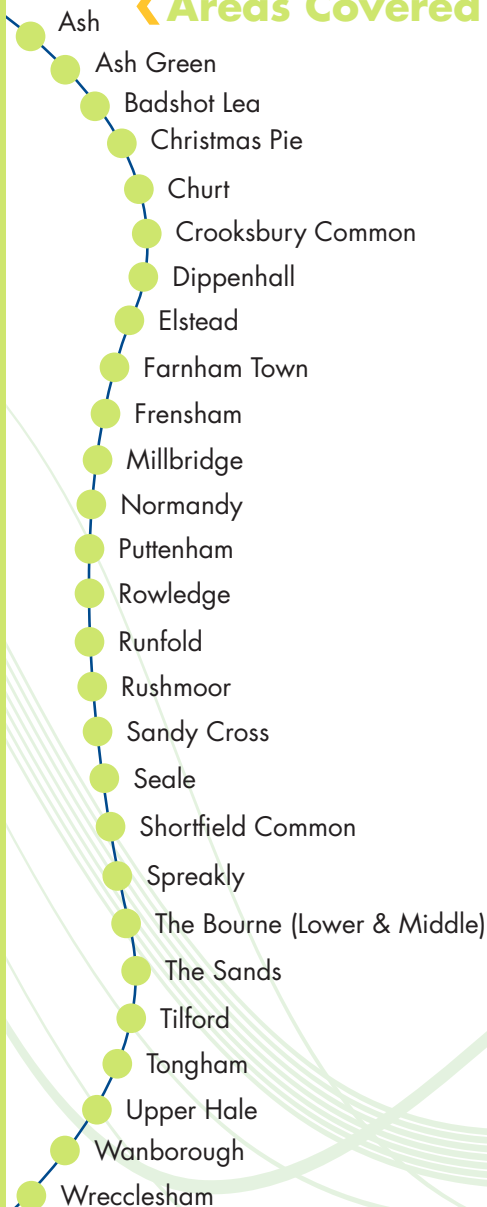 Areas Covered
Ash
Ash Green
Badshot Lea
Christmas Pie
Churt
Crooksbury Common
Dippenhall
Elstead
Farnham Town
Frensham
Millbridge
Normandy
Puttenham
Rowledge
Runfold
Rushmoor
Sandy Cross
Seale
Shortfield Common
Spreakly
The Bourne (Lower & Middle)
The Sands
Tilford
Tongham
Upper Hale
Wanborough
Wrecclesham